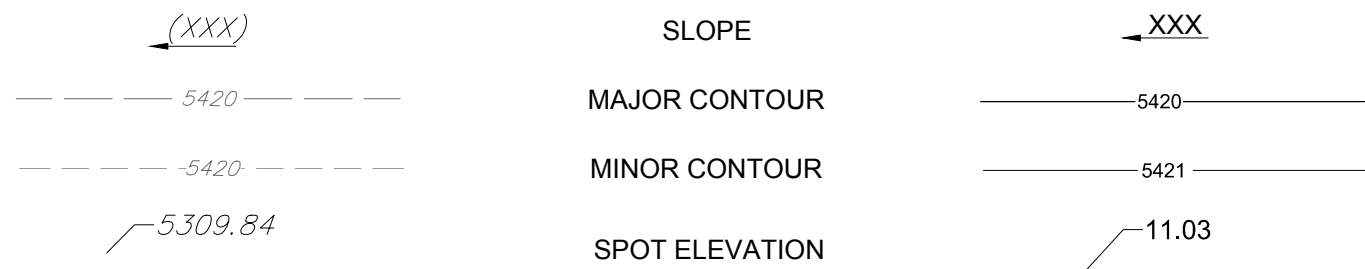 (XXX) SLOPE XXX
5420 MAJOR CONTOUR 5420
5420 MINOR CONTOUR 5421
5309.84 SPOT ELEVATION 11.03